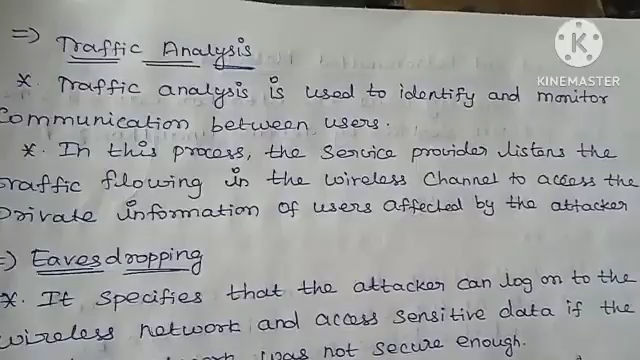 => Traffic Analysis
KINEMASTER
* Traffic analysis is used to identify and monitor
Communication between users.
* In this process, the service provider listens the
traffic flowing in the wireless channel to access the
private information of users affected by the attacker
=) Eavesdropping
*. It specifies that the attacker can log on to the
wireless network and access sensitive data if the
was not secure enough.